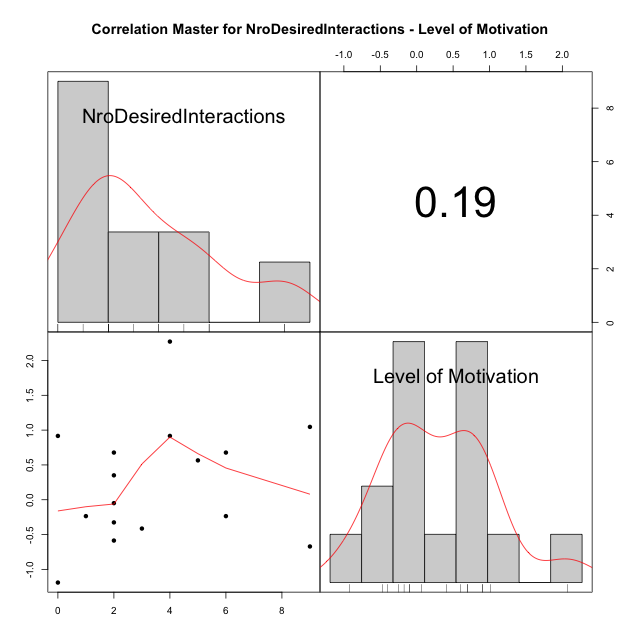 Correlation Master for NroDesiredInteractions - Level of Motivation
-1.0 -0.5 0.0 0.5 1.0 2.0
NroDesiredInteractions
0.19
8
6
4
2
0
Level of Motivation
2.0
1.5
1.0
0.5
0.0
-0.5
-1.0
0 2 4 6 8